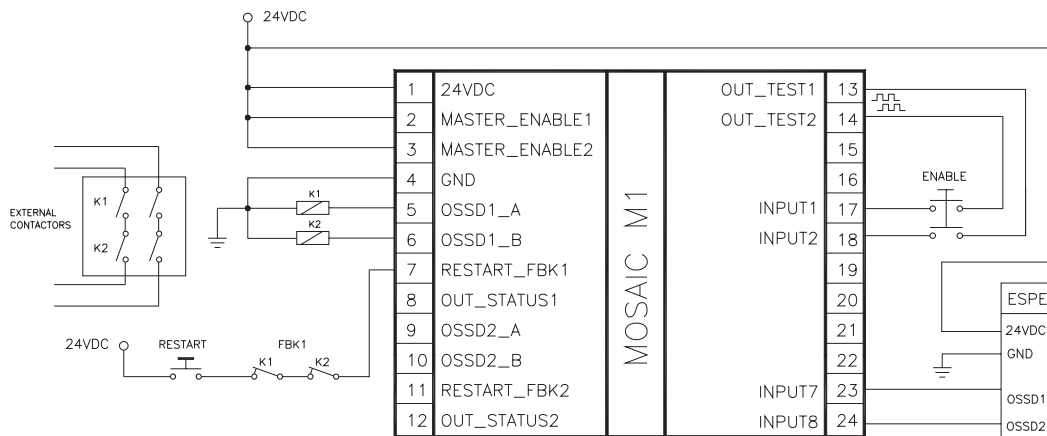 24VDC
1 24VDC
2 MASTER_ENABLE1
3 MASTER_ENABLE2
4 GND
5 OSSD1_A
6 OSSD1_B
7 RESTART_FBK1
8 OUT_STATUS1
9 OSSD2_A
10 OSSD2_B
11 RESTART_FBK2
12 OUT_STATUS2
MOSAIC M1
OUT_TEST1 13
OUT_TEST2 14
15
16
INPUT1 17
INPUT2 18
19
20
21
22
INPUT7 23
INPUT8 24
K1
K2
EXTERNAL
CONTACTORS
K1
K2
24VDC RESTART FBK1
K1 K2
ENABLE
ESPE
24VDC
GND
OSSD1
OSSD2